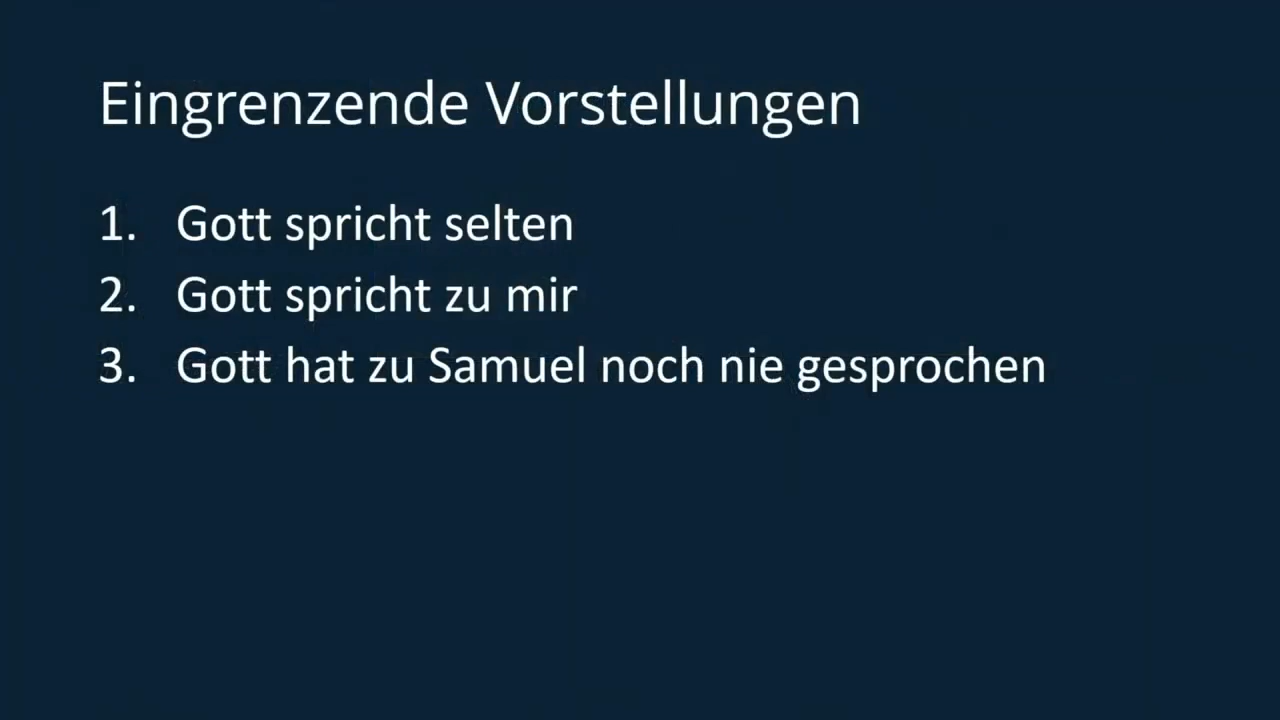 Eingrenzende Vorstellungen
1. Gott spricht selten
2. Gott spricht zu mir
3. Gott hat zu Samuel noch nie gesprochen